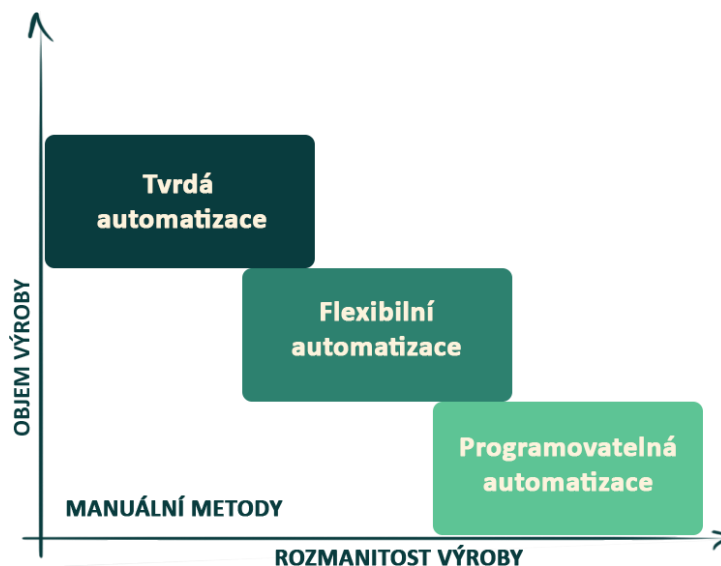 Tvrdá
automatizace
Flexibilní
automatizace
Programovatelná
automatizace
OBJEM VÝROBY
MANUÁLNÍ METODY
ROZMANITOST VÝROBY